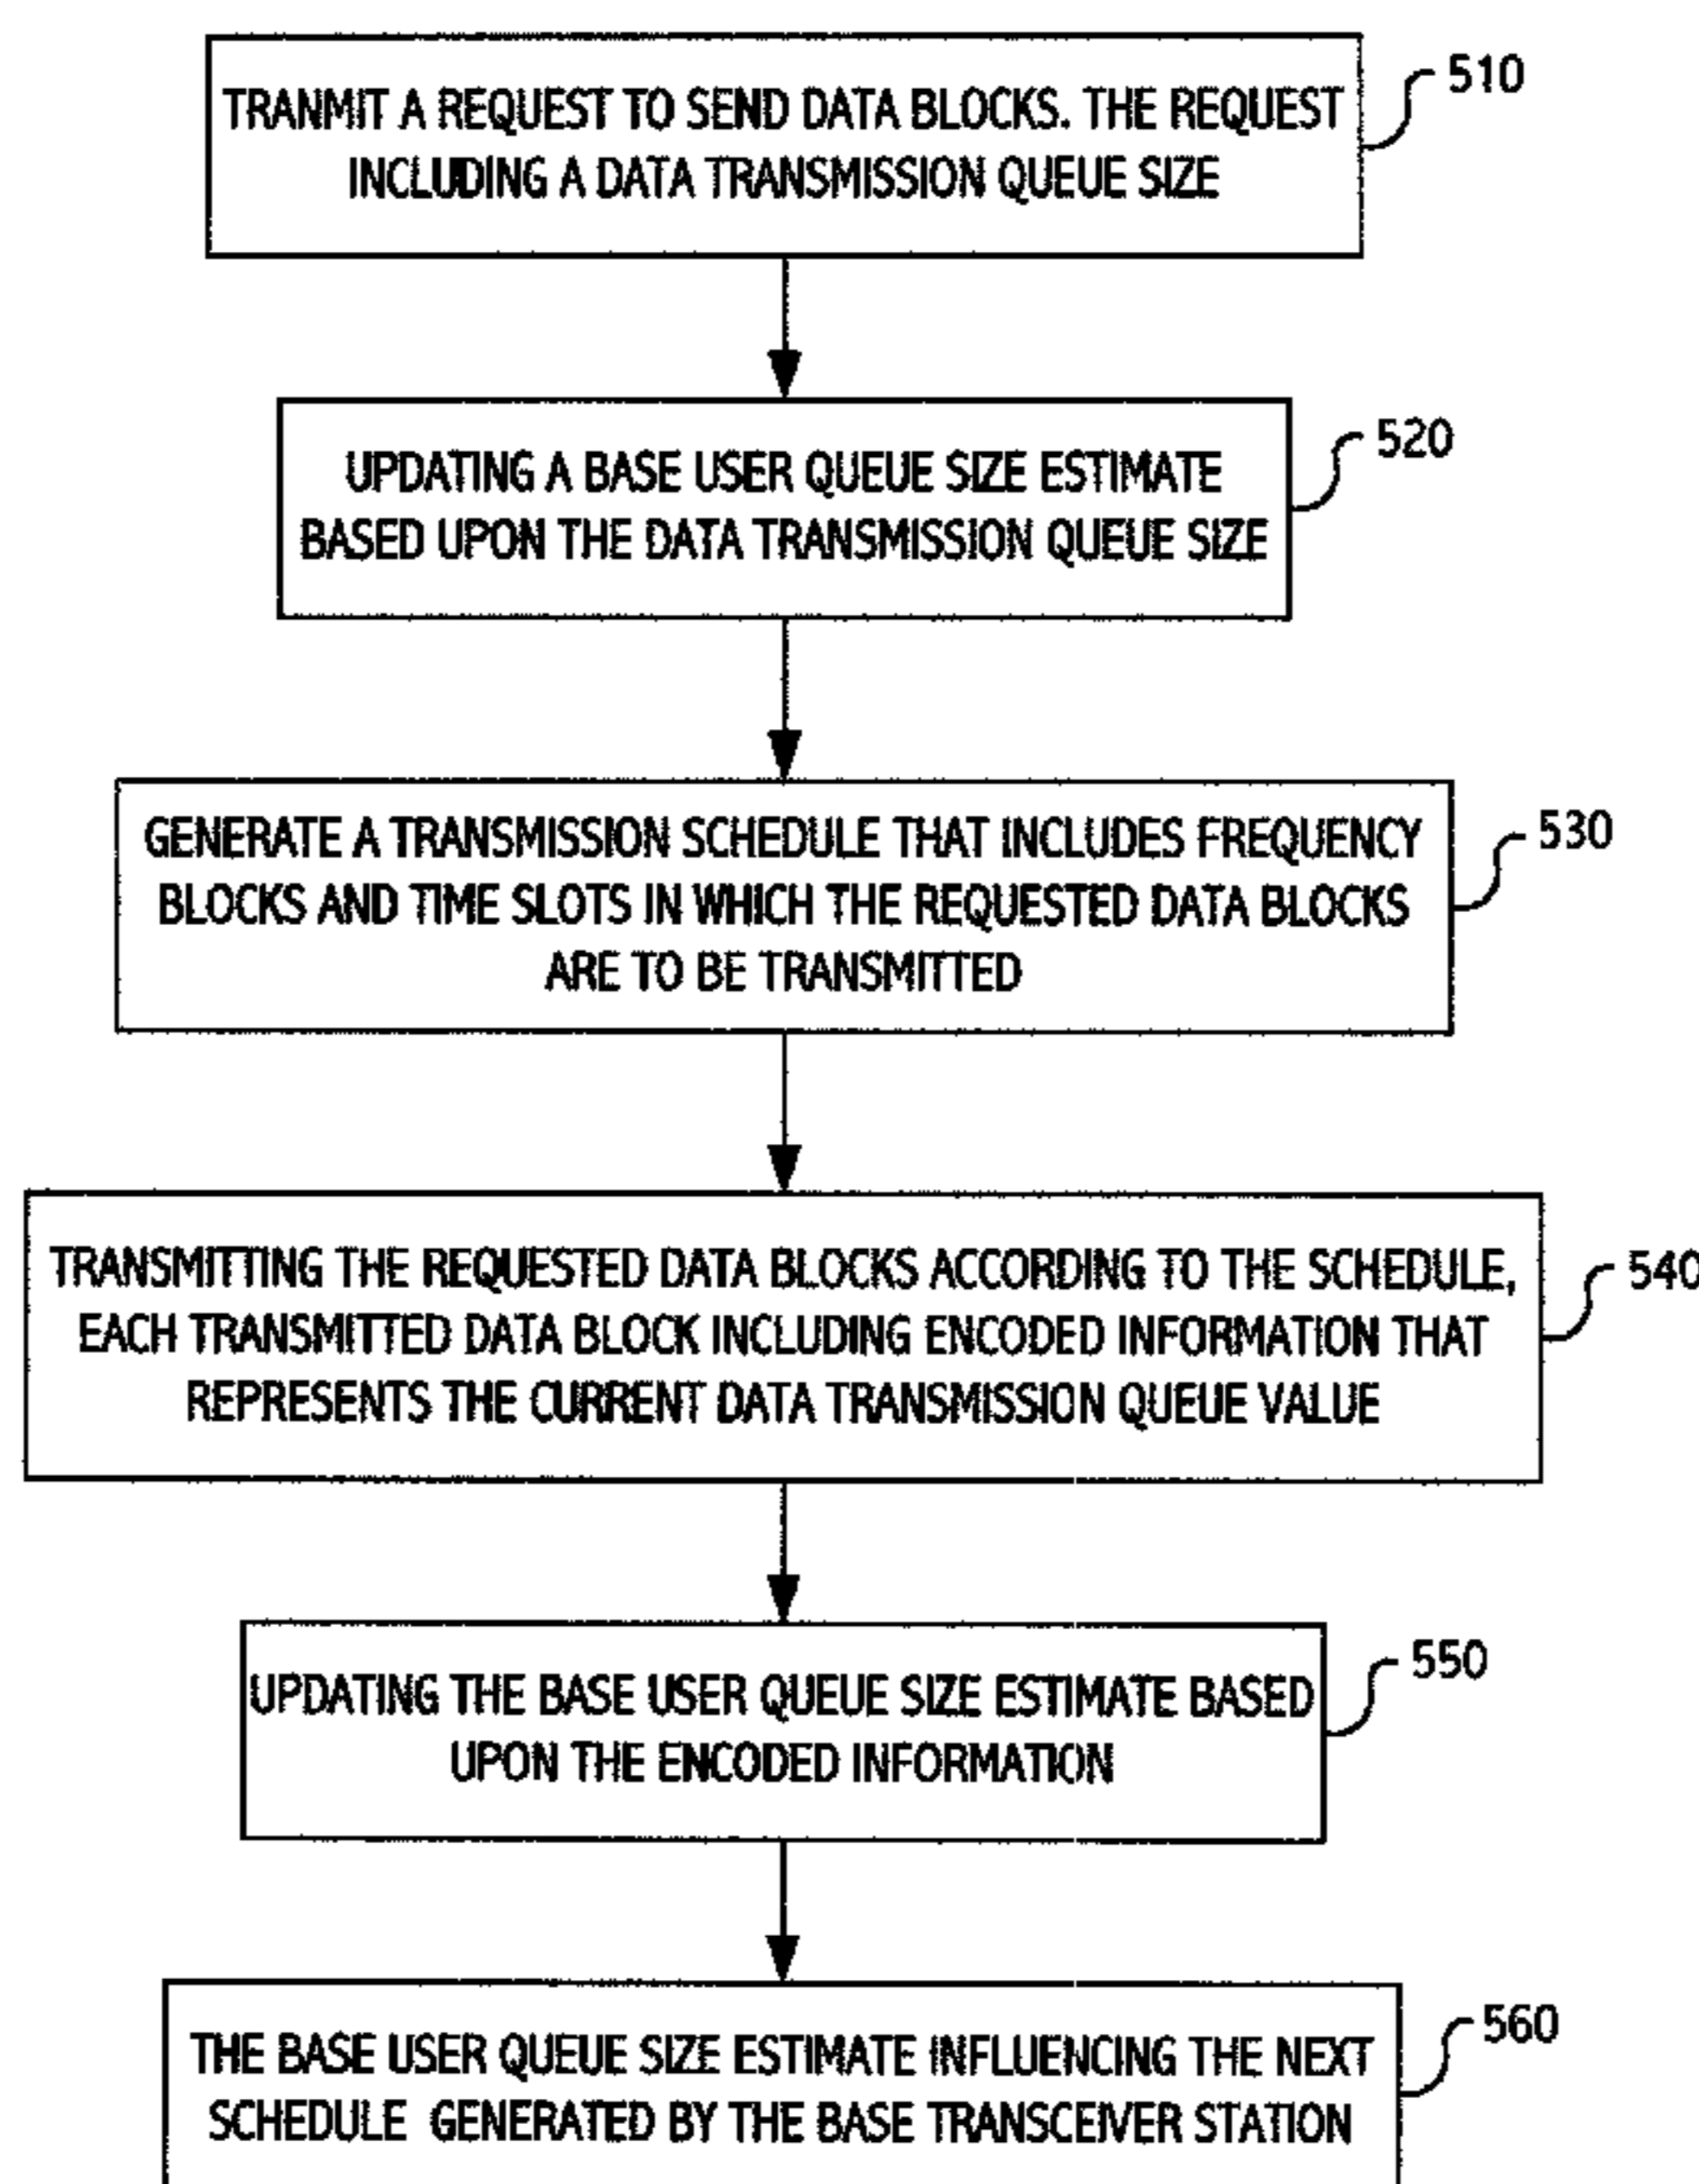 TRANMIT A REQUEST TO SEND DATA BLOCKS. THE REQUEST
INCLUDING A DATA TRANSMISSION QUEUE SIZE
510
UPDATING A BASE USER QUEUE SIZE ESTIMATE
BASED UPON THE DATA TRANSMISSION QUEUE SIZE
520
GENERATE A TRANSMISSION SCHEDULE THAT INCLUDES FREQUENCY
BLOCKS AND TIME SLOTS IN WHICH THE REQUESTED DATA BLOCKS
ARE TO BE TRANSMITTED
530
TRANSMITTING THE REQUESTED DATA BLOCKS ACCORDING TO THE SCHEDULE,
EACH TRANSMITTED DATA BLOCK INCLUDING ENCODED INFORMATION THAT
REPRESENTS THE CURRENT DATA TRANSMISSION QUEUE VALUE
540
UPDATING THE BASE USER QUEUE SIZE ESTIMATE BASED
UPON THE ENCODED INFORMATION
550
THE BASE USER QUEUE SIZE ESTIMATE INFLUENCING THE NEXT
SCHEDULE GENERATED BY THE BASE TRANSCEIVER STATION
560